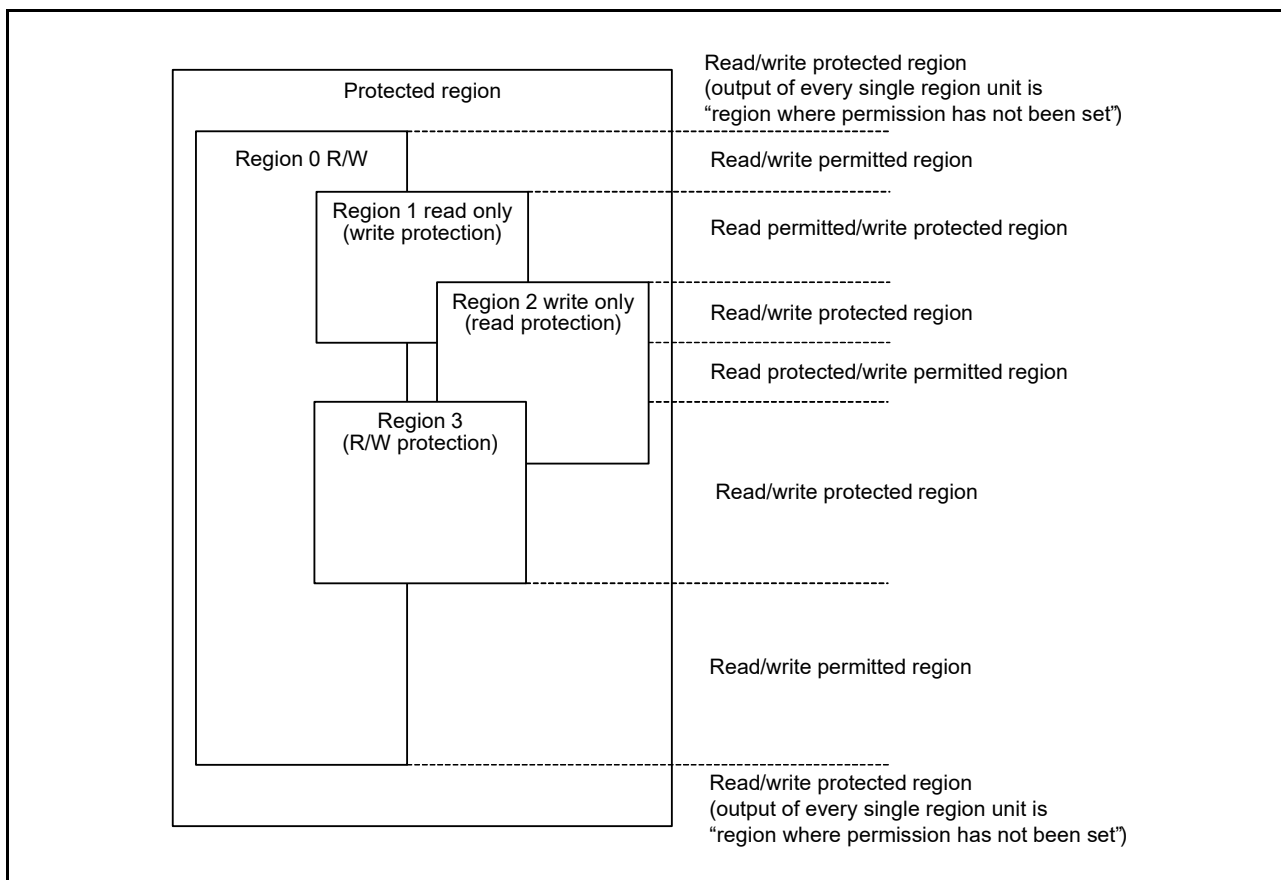 Read/write protected region
(output of every single region unit is
“region where permission has not been set”)
Protected region
Region 0 R/W
Read/write permitted region
Region 1 read only
(write protection)
Read permitted/write protected region
Region 2 write only
(read protection)
Read/write protected region
Read protected/write permitted region
Region 3
(R/W protection)
Read/write protected region
Read/write permitted region
Read/write protected region
(output of every single region unit is
“region where permission has not been set”)